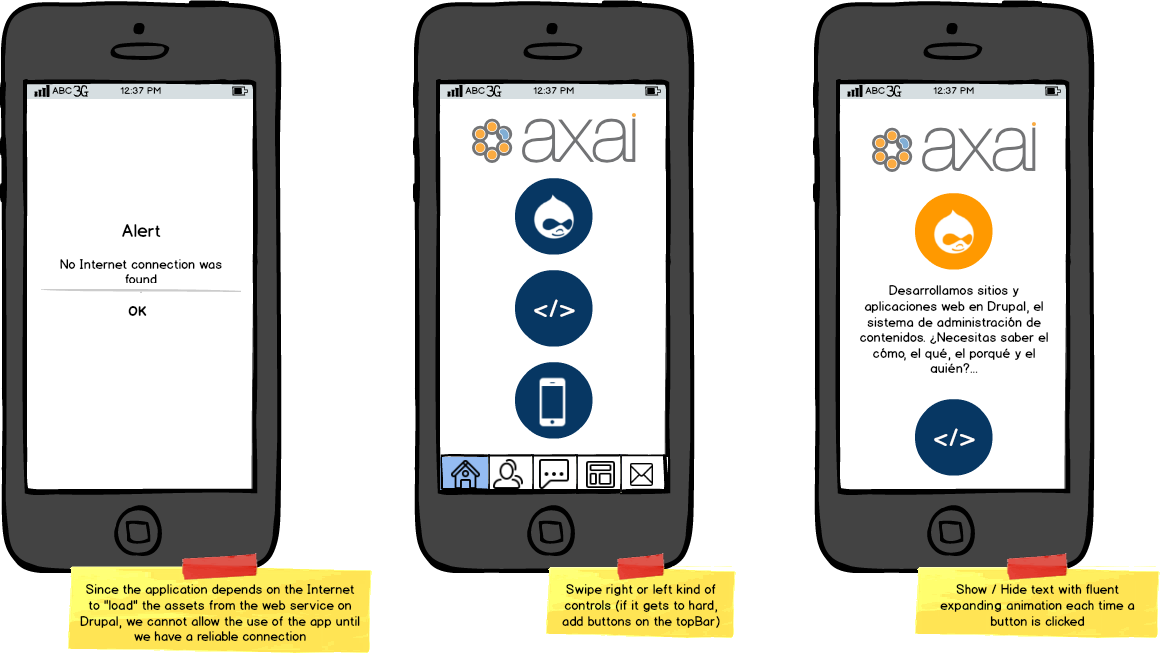 ABC 3G 12:37 PM
Alert
No Internet connection was
found
OK
Since the application depends on the Internet
to "load" the assets from the web service on
Drupal, we cannot allow the use of the app until
we have a reliable connection
ABC 3G 12:37 PM
axai
</>
Swipe right or left kind of
controls (if it gets to hard,
add buttons on the topBar)
ABC 3G 12:37 PM
axai
Desarrollamos sitios y
aplicaciones web en Drupal, el
sistema de administración de
contenidos. ¿Necesitas saber el
cómo, el qué, el porqué y el
quién?...
</>
Show / Hide text with fluent
expanding animation each time a
button is clicked